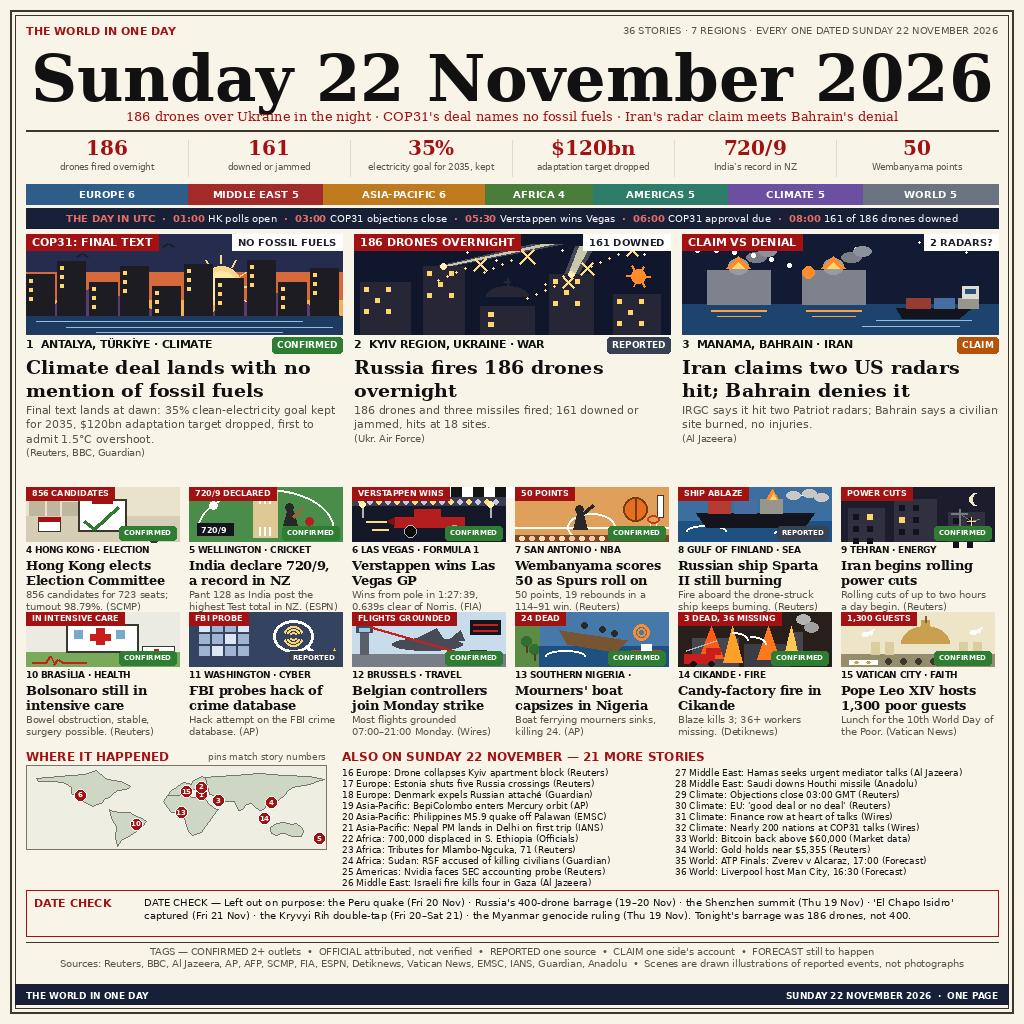 THE WORLD IN ONE DAY
36 STORIES · 7 REGIONS · EVERY ONE DATED SUNDAY 22 NOVEMBER 2026
Sunday 22 November 2026
186 drones over Ukraine in the night · COP31's deal names no fossil fuels · Iran's radar claim meets Bahrain's denial
186
drones fired overnight
161
downed or jammed
35%
electricity goal for 2035, kept
$120bn
adaptation target dropped
720/9
India's record in NZ
50
Wembanyama points
EUROPE 6
MIDDLE EAST 5
ASIA-PACIFIC 6
AFRICA 4
AMERICAS 5
CLIMATE 5
WORLD 5
THE DAY IN UTC · 01:00 HK polls open · 03:00 COP31 objections close · 05:30 Verstappen wins Vegas · 06:00 COP31 approval due · 08:00 161 of 186 drones downed
COP31: FINAL TEXT
NO FOSSIL FUELS
1 ANTALYA, TÜRKİYE · CLIMATE
CONFIRMED
Climate deal lands with no
mention of fossil fuels
Final text lands at dawn: 35% clean-electricity goal kept
for 2035, $120bn adaptation target dropped, first to
admit 1.5°C overshoot.
(Reuters, BBC, Guardian)
186 DRONES OVERNIGHT
161 DOWNED
2 KYIV REGION, UKRAINE · WAR
REPORTED
Russia fires 186 drones
overnight
186 drones and three missiles fired; 161 downed or
jammed, hits at 18 sites.
(Ukr. Air Force)
CLAIM VS DENIAL
2 RADARS?
3 MANAMA, BAHRAIN · IRAN
CLAIM
Iran claims two US radars
hit; Bahrain denies it
IRGC says it hit two Patriot radars; Bahrain says a civilian
site burned, no injuries.
(Al Jazeera)
856 CANDIDATES
CONFIRMED
4 HONG KONG · ELECTION
Hong Kong elects
Election Committee
856 candidates for 723 seats;
turnout 98.79%. (SCMP)
720/9 DECLARED
720/9
CONFIRMED
5 WELLINGTON · CRICKET
India declare 720/9,
a record in NZ
Pant 128 as India post the
highest Test total in NZ. (ESPN)
VERSTAPPEN WINS
CONFIRMED
6 LAS VEGAS · FORMULA 1
Verstappen wins Las
Vegas GP
Wins from pole in 1:27:39,
0.639s clear of Norris. (FIA)
50 POINTS
CONFIRMED
7 SAN ANTONIO · NBA
Wembanyama scores
50 as Spurs roll on
50 points, 19 rebounds in a
114–91 win. (Reuters)
SHIP ABLAZE
REPORTED
8 GULF OF FINLAND · SEA
Russian ship Sparta
II still burning
Fire aboard the drone-struck
ship keeps burning. (Reuters)
POWER CUTS
CONFIRMED
9 TEHRAN · ENERGY
Iran begins rolling
power cuts
Rolling cuts of up to two hours
a day begin. (Reuters)
IN INTENSIVE CARE
CONFIRMED
10 BRASÍLIA · HEALTH
Bolsonaro still in
intensive care
Bowel obstruction, stable,
surgery possible. (Reuters)
FBI PROBE
REPORTED
11 WASHINGTON · CYBER
FBI probes hack of
crime database
Hack attempt on the FBI crime
database. (AP)
FLIGHTS GROUNDED
CONFIRMED
12 BRUSSELS · TRAVEL
Belgian controllers
join Monday strike
Most flights grounded
07:00–21:00 Monday. (Wires)
24 DEAD
CONFIRMED
13 SOUTHERN NIGERIA ·
Mourners' boat
capsizes in Nigeria
Boat ferrying mourners sinks,
killing 24. (AP)
3 DEAD, 36 MISSING
CONFIRMED
14 CIKANDE · FIRE
Candy-factory fire in
Cikande
Blaze kills 3; 36+ workers
missing. (Detiknews)
1,300 GUESTS
CONFIRMED
15 VATICAN CITY · FAITH
Pope Leo XIV hosts
1,300 poor guests
Lunch for the 10th World Day of
the Poor. (Vatican News)
WHERE IT HAPPENED
pins match story numbers
6
15
2
3
4
13
14
10
5
ALSO ON SUNDAY 22 NOVEMBER — 21 MORE STORIES
16 Europe: Drone collapses Kyiv apartment block (Reuters)
17 Europe: Estonia shuts five Russia crossings (Reuters)
18 Europe: Denmark expels Russian attaché (Guardian)
19 Asia-Pacific: BepiColombo enters Mercury orbit (AP)
20 Asia-Pacific: Philippines M5.9 quake off Palawan (EMSC)
21 Asia-Pacific: Nepal PM lands in Delhi on first trip (IANS)
22 Africa: 700,000 displaced in S. Ethiopia (Officials)
23 Africa: Tributes for Mlambo-Ngcuka, 71 (Reuters)
24 Africa: Sudan: RSF accused of killing civilians (Guardian)
25 Americas: Nvidia faces SEC accounting probe (Reuters)
26 Middle East: Israeli fire kills four in Gaza (Al Jazeera)
27 Middle East: Hamas seeks urgent mediator talks (Al Jazeera)
28 Middle East: Saudi downs Houthi missile (Anadolu)
29 Climate: Objections close 03:00 GMT (Reuters)
30 Climate: EU: 'good deal or no deal' (Reuters)
31 Climate: Finance row at heart of talks (Wires)
32 Climate: Nearly 200 nations at COP31 talks (Wires)
33 World: Bitcoin back above $60,000 (Market data)
34 World: Gold holds near $5,355 (Reuters)
35 World: ATP Finals: Zverev v Alcaraz, 17:00 (Forecast)
36 World: Liverpool host Man City, 16:30 (Forecast)
DATE CHECK
DATE CHECK — Left out on purpose: the Peru quake (Fri 20 Nov) · Russia's 400-drone barrage (19–20 Nov) · the Shenzhen summit (Thu 19 Nov) · 'El Chapo Isidro'
captured (Fri 21 Nov) · the Kryvyi Rih double-tap (Fri 20–Sat 21) · the Myanmar genocide ruling (Thu 19 Nov). Tonight's barrage was 186 drones, not 400.
TAGS — CONFIRMED 2+ outlets • OFFICIAL attributed, not verified • REPORTED one source • CLAIM one side's account • FORECAST still to happen
Sources: Reuters, BBC, Al Jazeera, AP, AFP, SCMP, FIA, ESPN, Detiknews, Vatican News, EMSC, IANS, Guardian, Anadolu • Scenes are drawn illustrations of reported events, not photographs
THE WORLD IN ONE DAY
SUNDAY 22 NOVEMBER 2026 · ONE PAGE